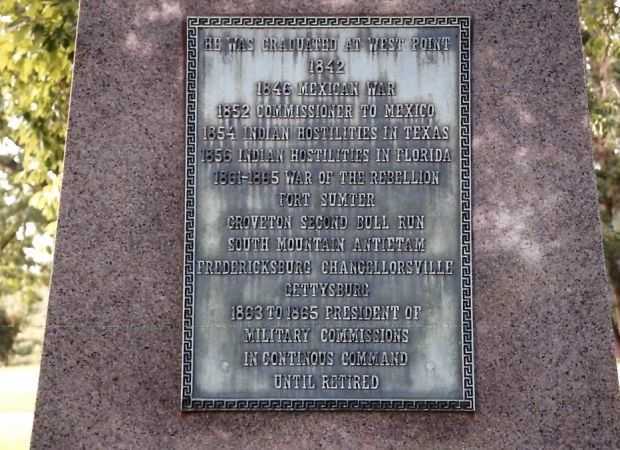 HE WAS GRADUATED AT WEST POINT
1842
1846 MEXICAN WAR
1852 COMMISSIONER TO MEXICO
1854 INDIAN HOSTILITIES IN TEXAS
1856 INDIAN HOSTILITIES IN FLORIDA
1861-1865 WAR OF THE REBELLION
FORT SUMTER
GROVETON SECOND BULL RUN
SOUTH MOUNTAIN ANTIETAM
FREDERICKSBURG CHANCELLORSVILLE
GETTYSBURG
1863 TO 1865 PRESIDENT OF
MILITARY COMMISSIONS
IN CONTINOUS COMMAND
UNTIL RETIRED